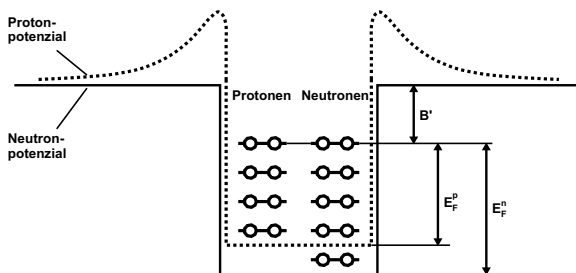 Proton-
potenzial
Neutron-
potenzial
Protonen Neutronen
B'
E_F^p
E_F^n